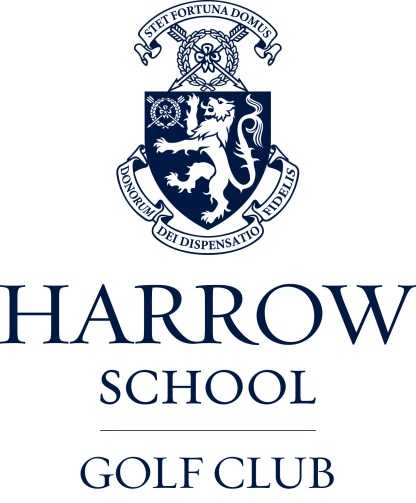 STET FORTUNA DOMUS
DONORUM DEI DISPENSATIO FIDELIS
HARROW
SCHOOL
GOLF CLUB